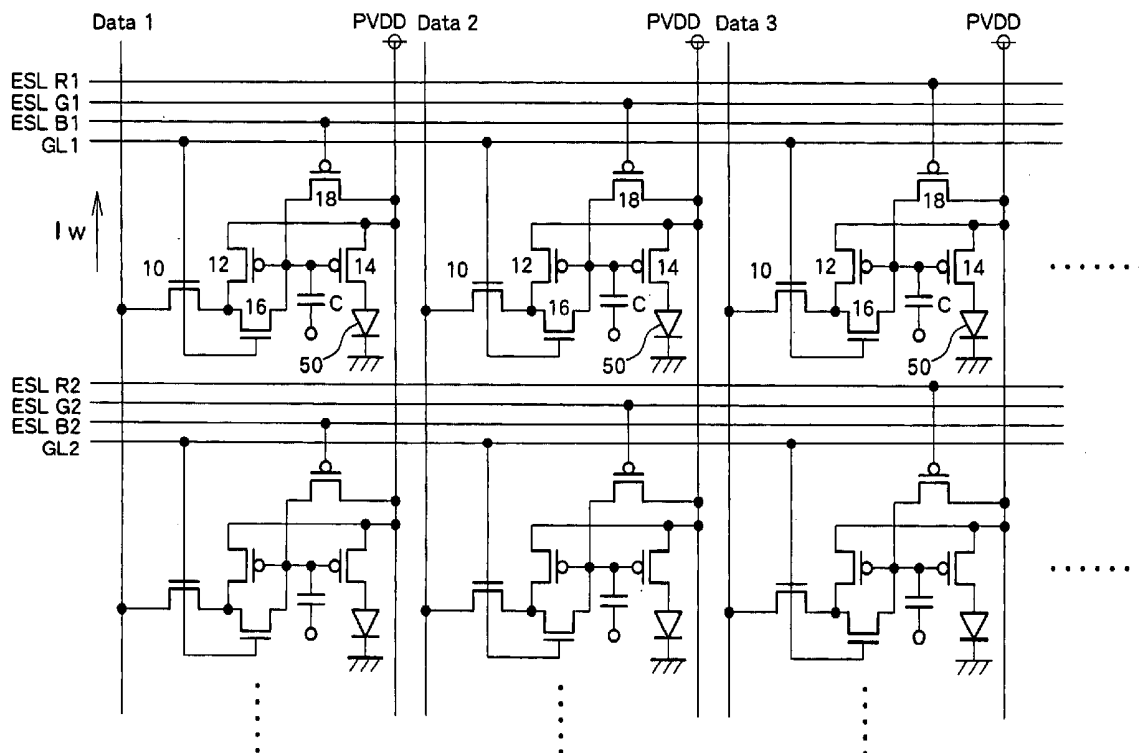 Data 1 PVDD Data 2 PVDD Data 3 PVDD
ESL R1
ESL G1
ESL B1
GL1
18 18 18
Iw
10 12 14 10 12 14 10 12 14
16 C 16 C 16 C
50 50 50
ESL R2
ESL G2
ESL B2
GL2